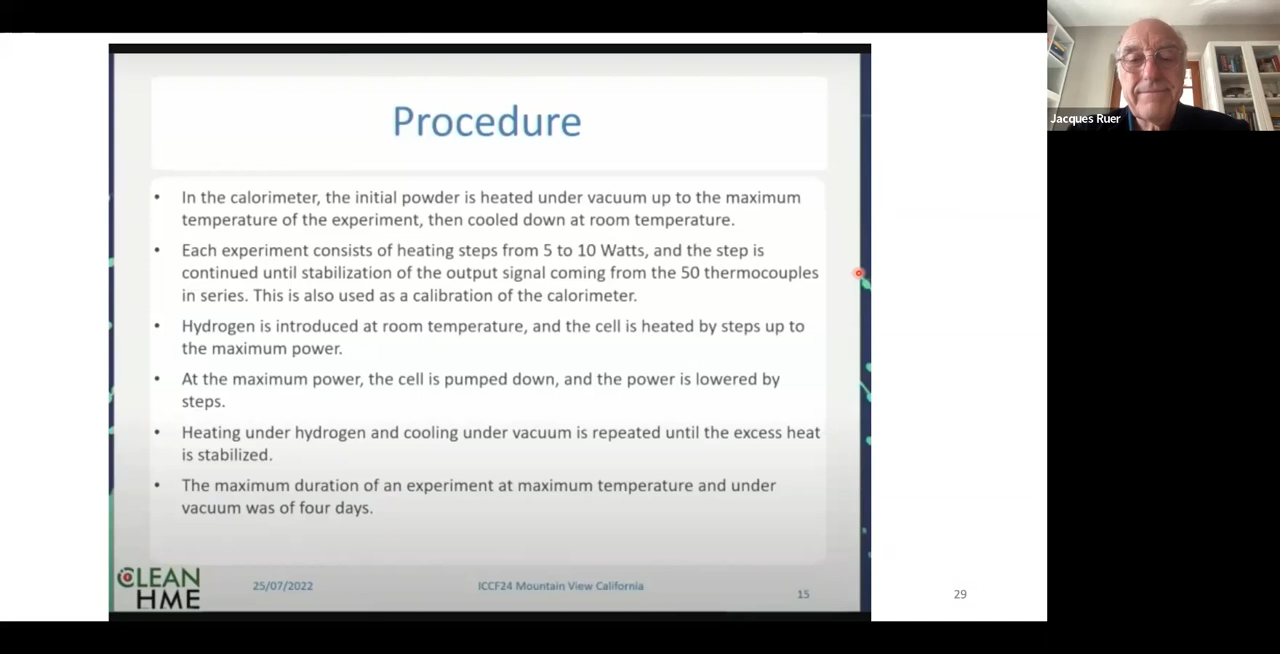 Procedure
• In the calorimeter, the initial powder is heated under vacuum up to the maximum
temperature of the experiment, then cooled down at room temperature.
• Each experiment consists of heating steps from 5 to 10 Watts, and the step is
continued until stabilization of the output signal coming from the 50 thermocouples
in series. This is also used as a calibration of the calorimeter.
• Hydrogen is introduced at room temperature, and the cell is heated by steps up to
the maximum power.
• At the maximum power, the cell is pumped down, and the power is lowered by
steps.
• Heating under hydrogen and cooling under vacuum is repeated until the excess heat
is stabilized.
• The maximum duration of an experiment at maximum temperature and under
vacuum was of four days.
CLEAN
HME
25/07/2022
ICCF24 Mountain View California
15
29
Jacques Ruer